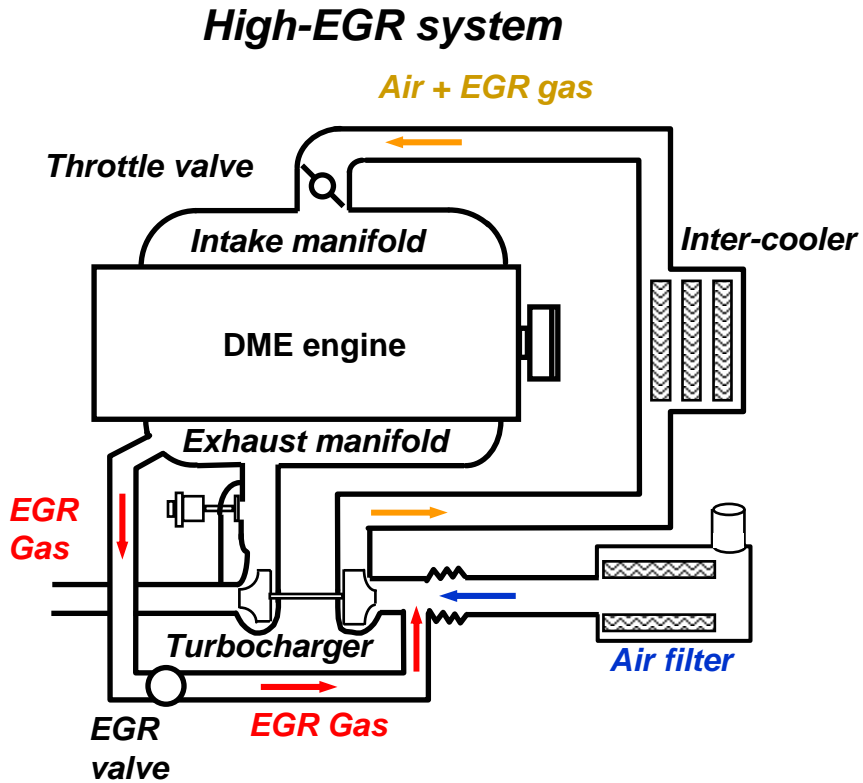 High-EGR system
Air + EGR gas
Throttle valve
Intake manifold
Inter-cooler
DME engine
Exhaust manifold
EGR
Gas
Turbocharger
Air filter
EGR Gas
EGR
valve